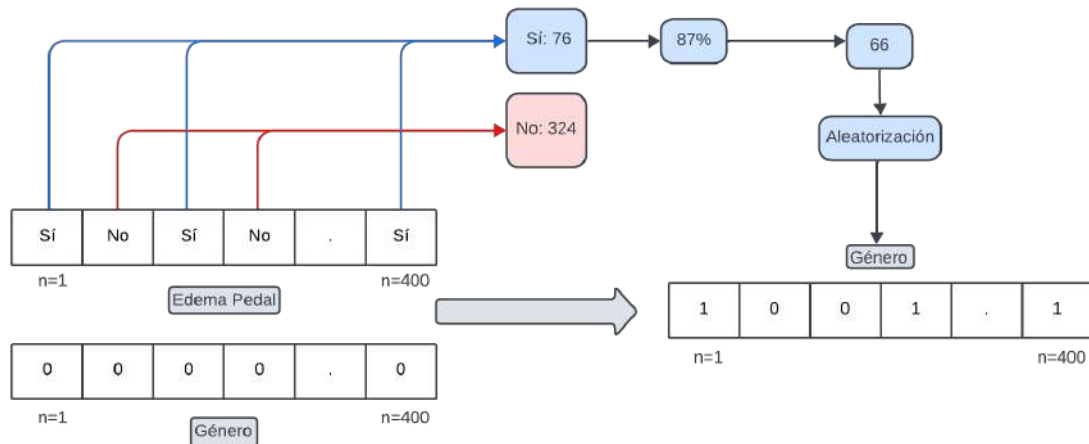 Sí: 76
87%
66
No: 324
Aleatorización
Sí No Sí No . Sí
n=1 n=400
Edema Pedal
Género
1 0 0 1 . 1
n=1 n=400
0 0 0 0 . 0
n=1 n=400
Género